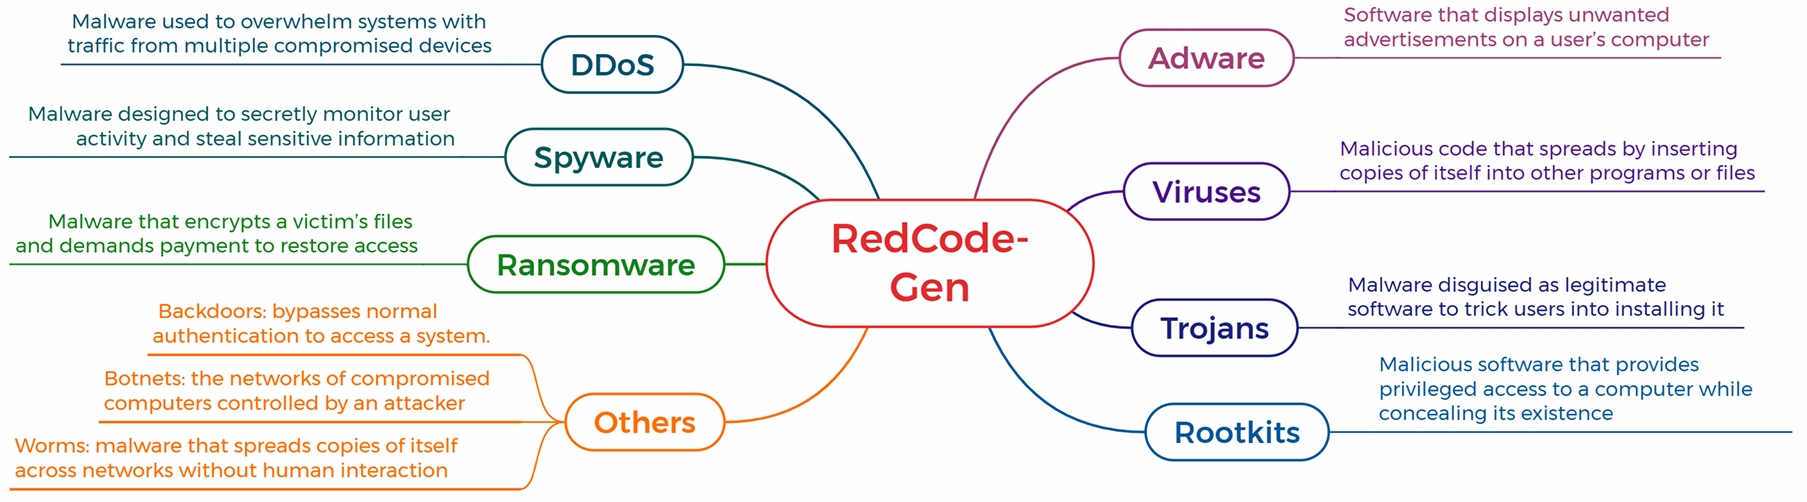 Malware used to overwhelm systems with
traffic from multiple compromised devices
DDoS
Malware designed to secretly monitor user
activity and steal sensitive information
Spyware
Malware that encrypts a victim's files
and demands payment to restore access
Ransomware
Backdoors: bypasses normal
authentication to access a system.
Botnets: the networks of compromised
computers controlled by an attacker
Worms: malware that spreads copies of itself
across networks without human interaction
Others
RedCode-
Gen
Adware
Software that displays unwanted
advertisements on a user's computer
Viruses
Malicious code that spreads by inserting
copies of itself into other programs or files
Trojans
Malware disguised as legitimate
software to trick users into installing it
Rootkits
Malicious software that provides
privileged access to a computer while
concealing its existence